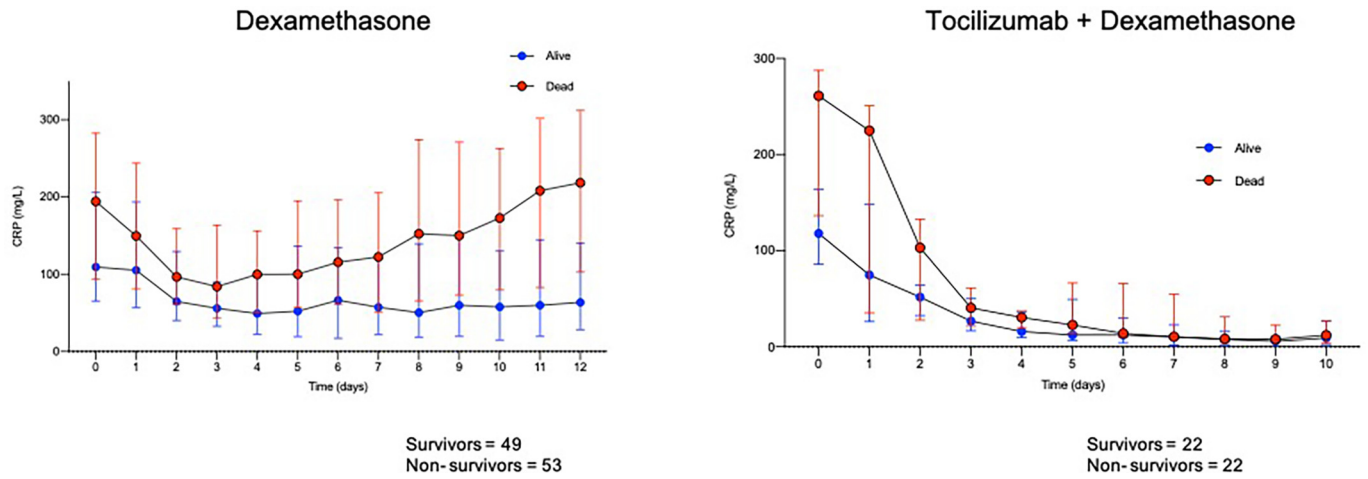 Dexamethasone
Alive
Dead
300
200
100
0
CRP (mg/L)
0 1 2 3 4 5 6 7 8 9 10 11 12
Time (days)
Survivors = 49
Non- survivors = 53
Tocilizumab + Dexamethasone
300
200
100
0
CRP (mg/L)
Alive
Dead
0 1 2 3 4 5 6 7 8 9 10
Time (days)
Survivors = 22
Non- survivors = 22